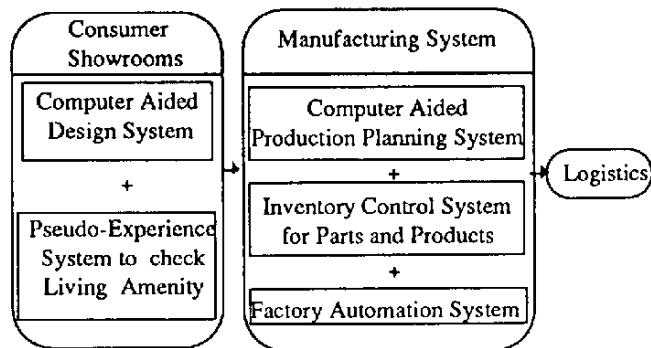 Consumer
Showrooms
Computer Aided
Design System
+
Pseudo-Experience
System to check
Living Amenity
Manufacturing System
Computer Aided
Production Planning System
+
Inventory Control System
for Parts and Products
+
Factory Automation System
Logistics